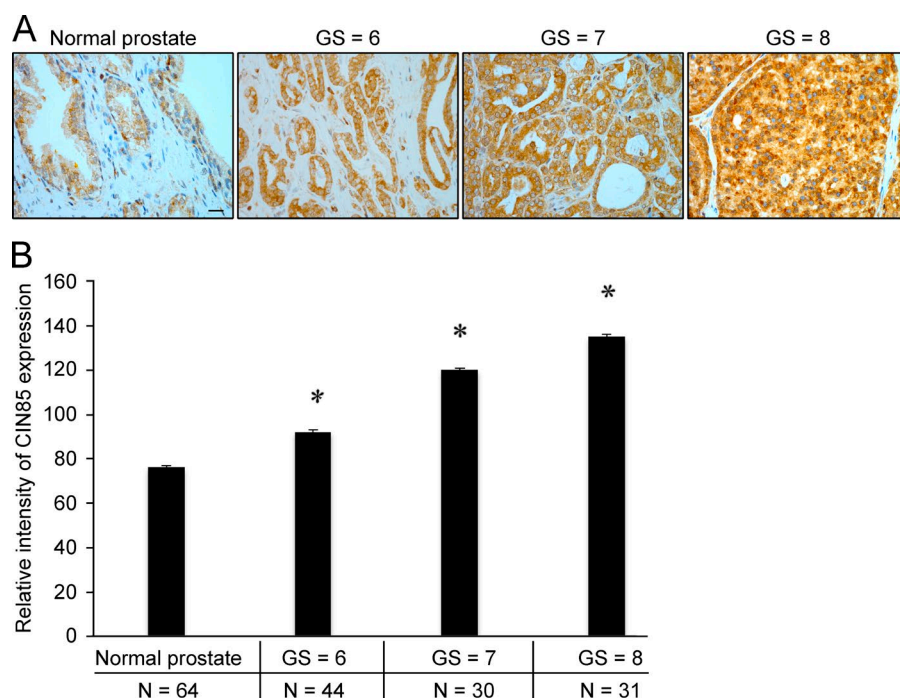 A
Normal prostate GS = 6 GS = 7 GS = 8
B
Relative intensity of CIN85 expression
160
140
120
100
80
60
40
20
0
* * *
Normal prostate GS = 6 GS = 7 GS = 8
N = 64 N = 44 N = 30 N = 31